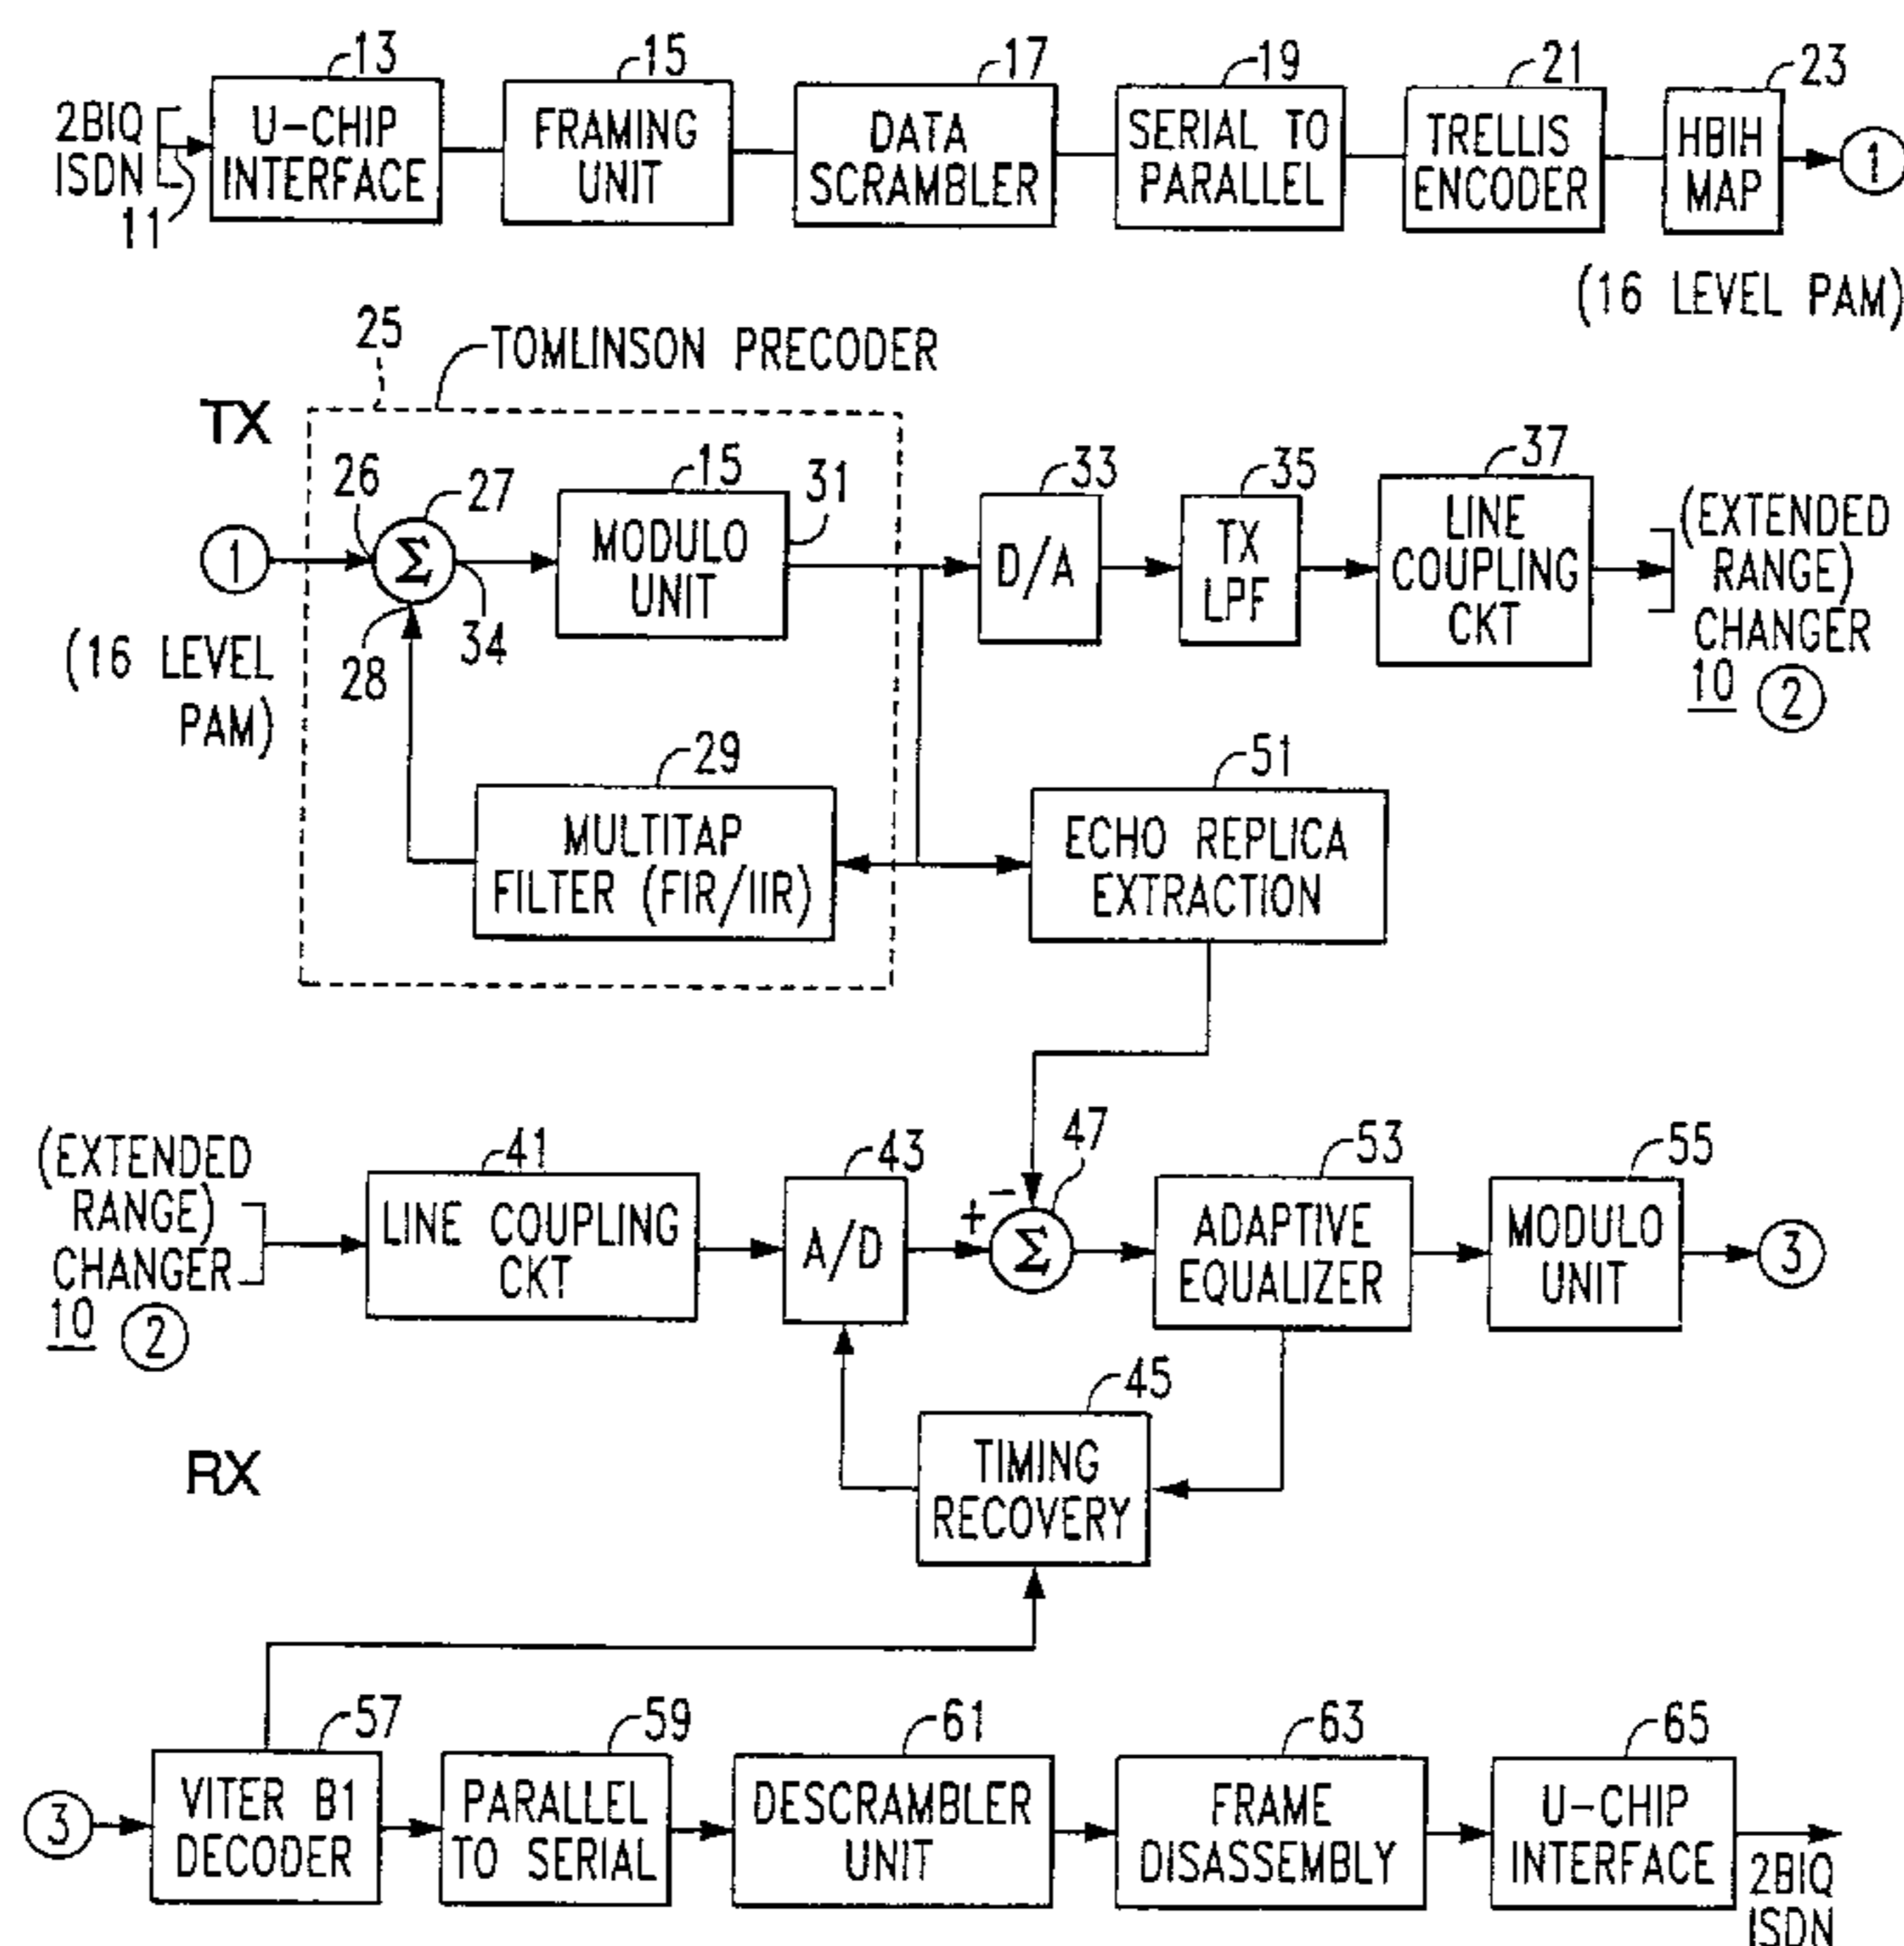 13
15
17
19
21
23
2BIQ
ISDN
11
U-CHIP
INTERFACE
FRAMING
UNIT
DATA
SCRAMBLER
SERIAL TO
PARALLEL
TRELLIS
ENCODER
HBIH
MAP
1
(16 LEVEL PAM)
25
TOMLINSON PRECODER
TX
26
27
15
31
33
35
37
1
Σ
MODULO
UNIT
D/A
TX
LPF
LINE
COUPLING
CKT
(EXTENDED
RANGE)
CHANGER
10
2
(16 LEVEL
PAM)
28
34
29
51
MULTITAP
FILTER (FIR/IIR)
ECHO REPLICA
EXTRACTION
(EXTENDED
RANGE)
CHANGER
10
2
41
43
47
53
55
LINE COUPLING
CKT
A/D
+
−
Σ
ADAPTIVE
EQUALIZER
MODULO
UNIT
3
45
RX
TIMING
RECOVERY
57
59
61
63
65
3
VITER B1
DECODER
PARALLEL
TO SERIAL
DESCRAMBLER
UNIT
FRAME
DISASSEMBLY
U-CHIP
INTERFACE
2BIQ
ISDN